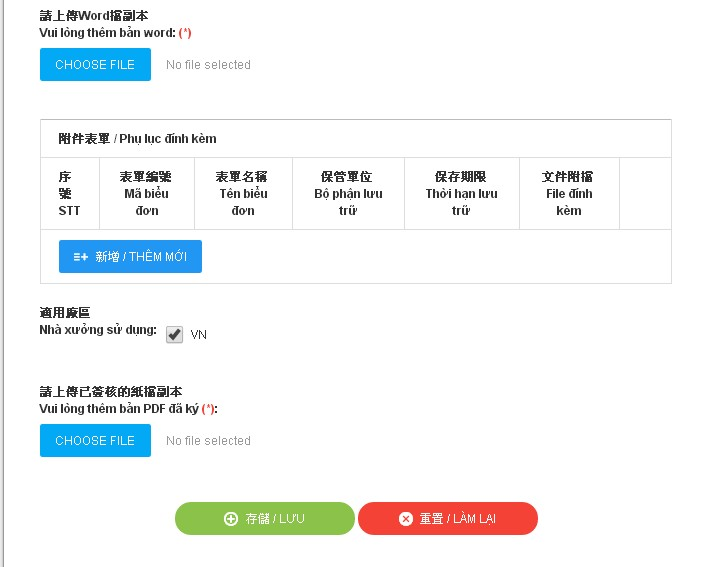 請上傳Word檔副本
Vui lòng thêm bản word: (*)
CHOOSE FILE No file selected
附件表單 / Phụ lục đính kèm
序號 STT
表單編號 Mã biểu đơn
表單名稱 Tên biểu đơn
保管單位 Bộ phận lưu trữ
保存期限 Thời hạn lưu trữ
文件附檔 File đính kèm
新增 / THÊM MỚI
適用廠區
Nhà xưởng sử dụng: VN
請上傳已簽核的紙檔副本
Vui lòng thêm bản PDF đã ký (*):
CHOOSE FILE No file selected
存儲 / LƯU 重置 / LÀM LẠI